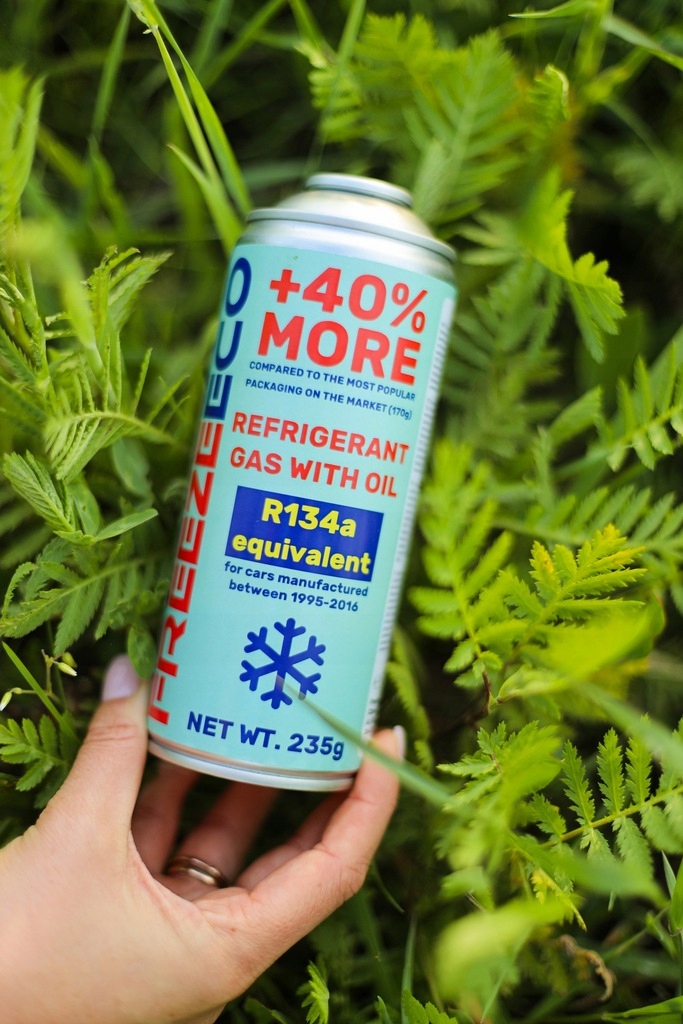 FREEZEECO
+40%
MORE
COMPARED TO THE MOST POPULAR
PACKAGING ON THE MARKET (170g)
REFRIGERANT
GAS WITH OIL
R134a
equivalent
for cars manufactured
between 1995-2016
NET WT. 235g